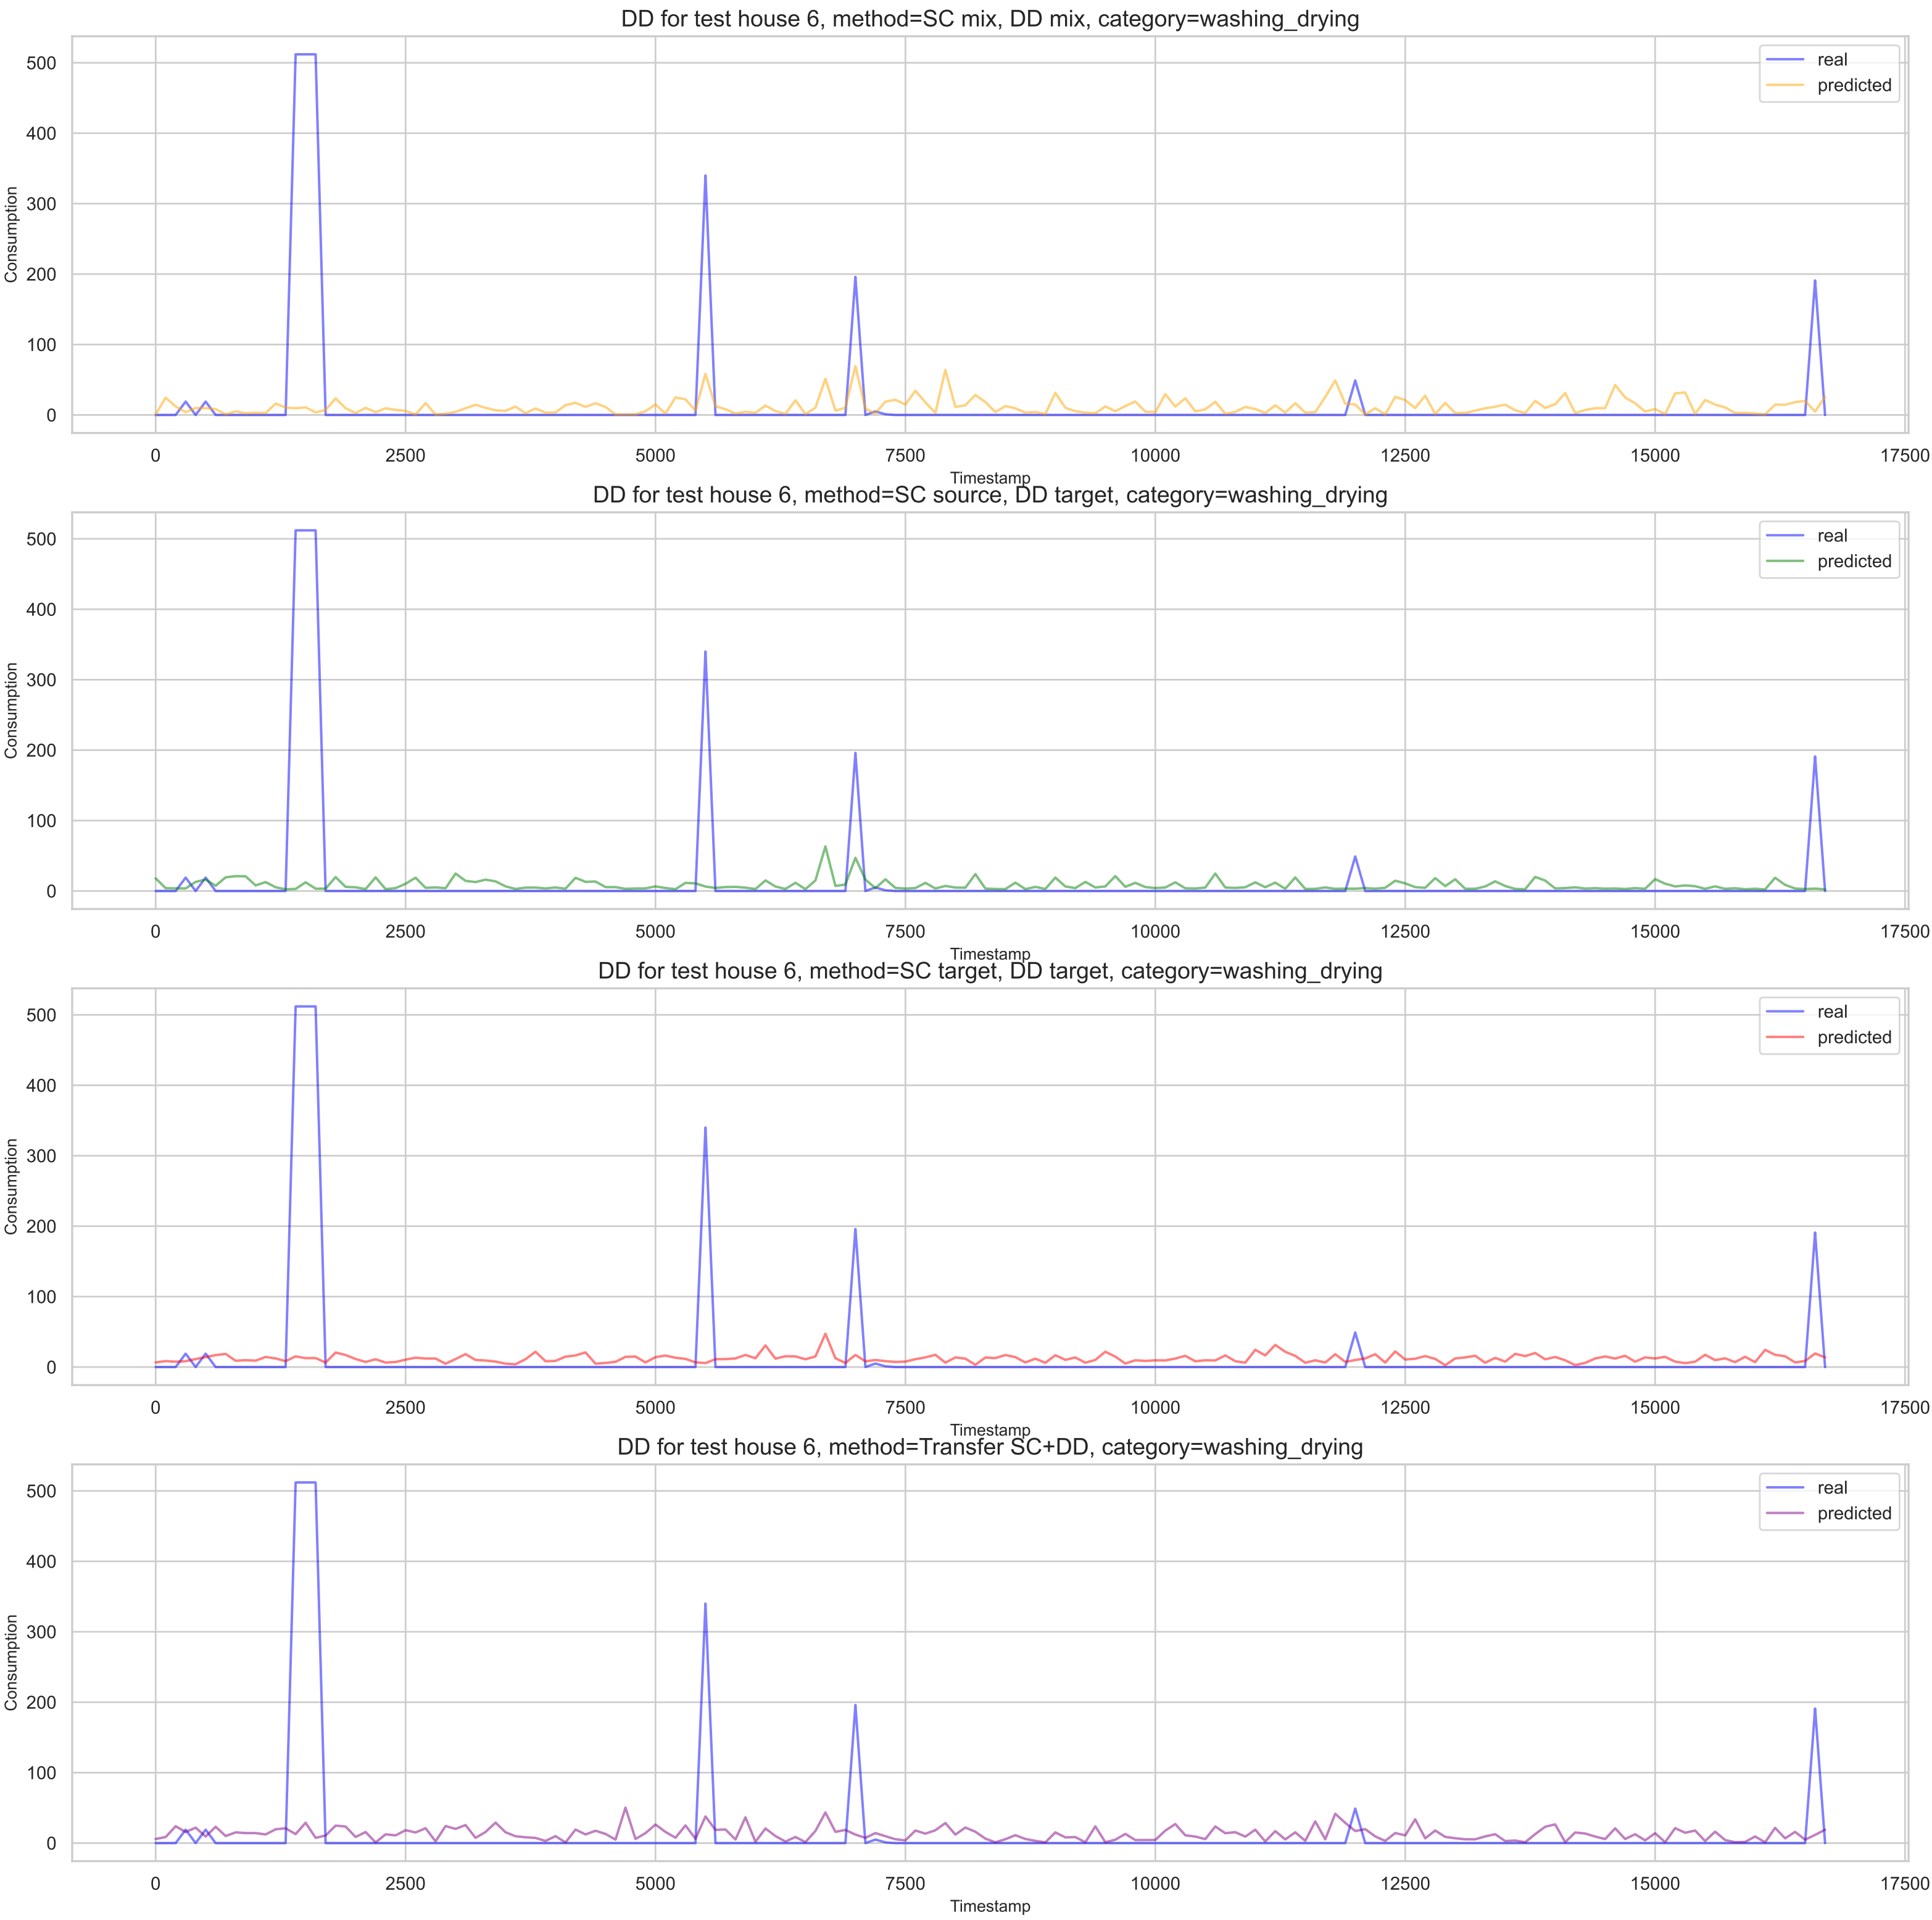 DD for test house 6, method=SC mix, DD mix, category=washing_drying
500
400
300
200
100
0
Consumption
real
predicted
0 2500 5000 7500 10000 12500 15000 17500
Timestamp
DD for test house 6, method=SC source, DD target, category=washing_drying
500
400
300
200
100
0
Consumption
real
predicted
0 2500 5000 7500 10000 12500 15000 17500
Timestamp
DD for test house 6, method=SC target, DD target, category=washing_drying
500
400
300
200
100
0
Consumption
real
predicted
0 2500 5000 7500 10000 12500 15000 17500
Timestamp
DD for test house 6, method=Transfer SC+DD, category=washing_drying
500
400
300
200
100
0
Consumption
real
predicted
0 2500 5000 7500 10000 12500 15000 17500
Timestamp